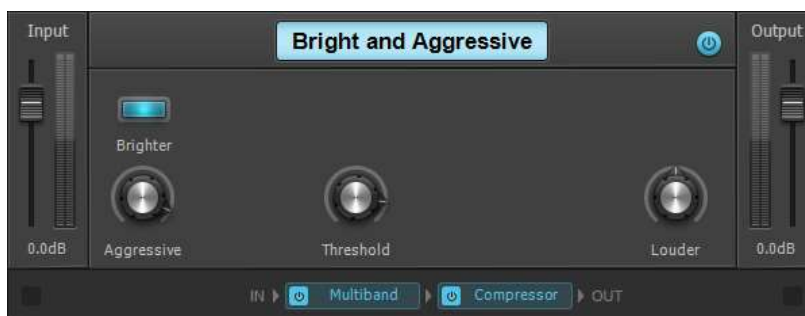 Input
Bright and Aggressive
Output
Brighter
0.0dB
Aggressive
Threshold
Louder
0.0dB
IN Multiband Compressor OUT